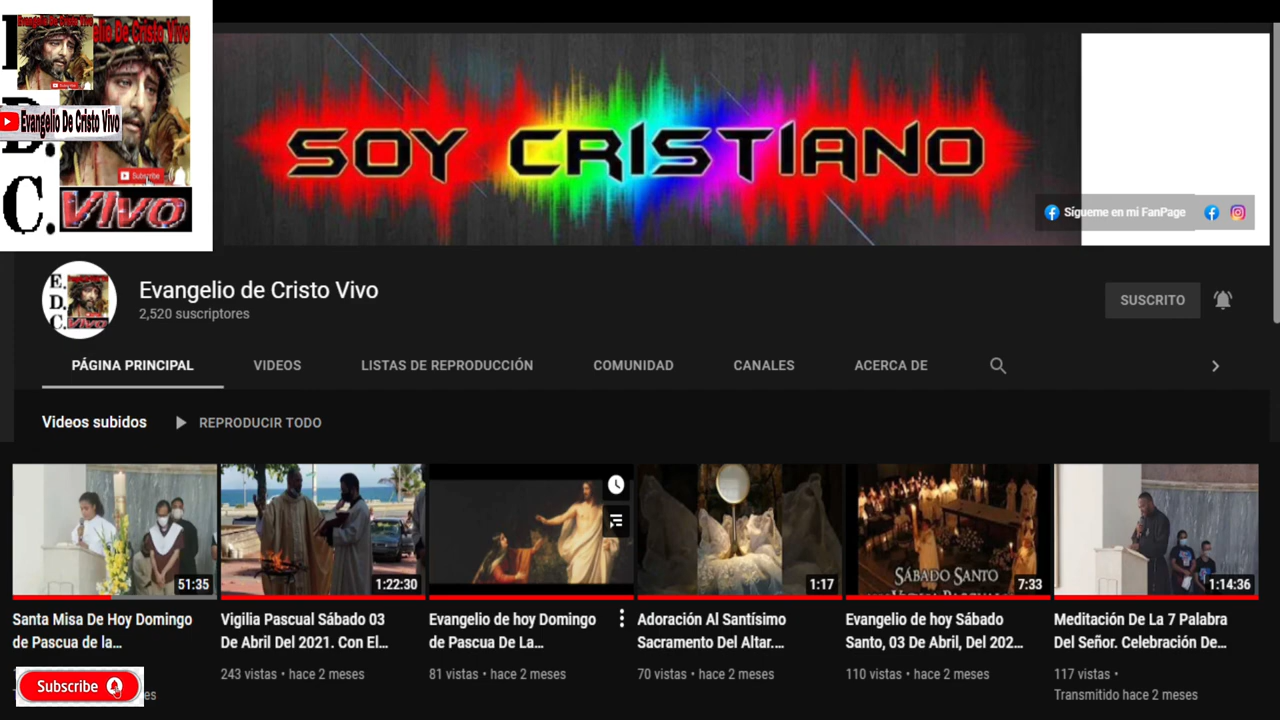 Evangelio De Cristo Vivo
Evangelio De Cristo Vivo
D.
C.
Vivo
Subscribe
SOY CRISTIANO
Sígueme en mi FanPage
E.
D.
C. Vivo
Evangelio de Cristo Vivo
2,520 suscriptores
SUSCRITO
PÁGINA PRINCIPAL VIDEOS LISTAS DE REPRODUCCIÓN COMUNIDAD CANALES ACERCA DE
Videos subidos REPRODUCIR TODO
SÁBADO SANTO
51:35 1:22:30 1:17 7:33 1:14:36
Santa Misa De Hoy Domingo
de Pascua de la...
Vigilia Pascual Sábado 03
De Abril Del 2021. Con El...
243 vistas • hace 2 meses
Evangelio de hoy Domingo
de Pascua De La...
81 vistas • hace 2 meses
Adoración Al Santísimo
Sacramento Del Altar....
70 vistas • hace 2 meses
Evangelio de hoy Sábado
Santo, 03 De Abril, Del 202...
110 vistas • hace 2 meses
Meditación De La 7 Palabra
Del Señor. Celebración De...
117 vistas •
Transmitido hace 2 meses
Subscribe